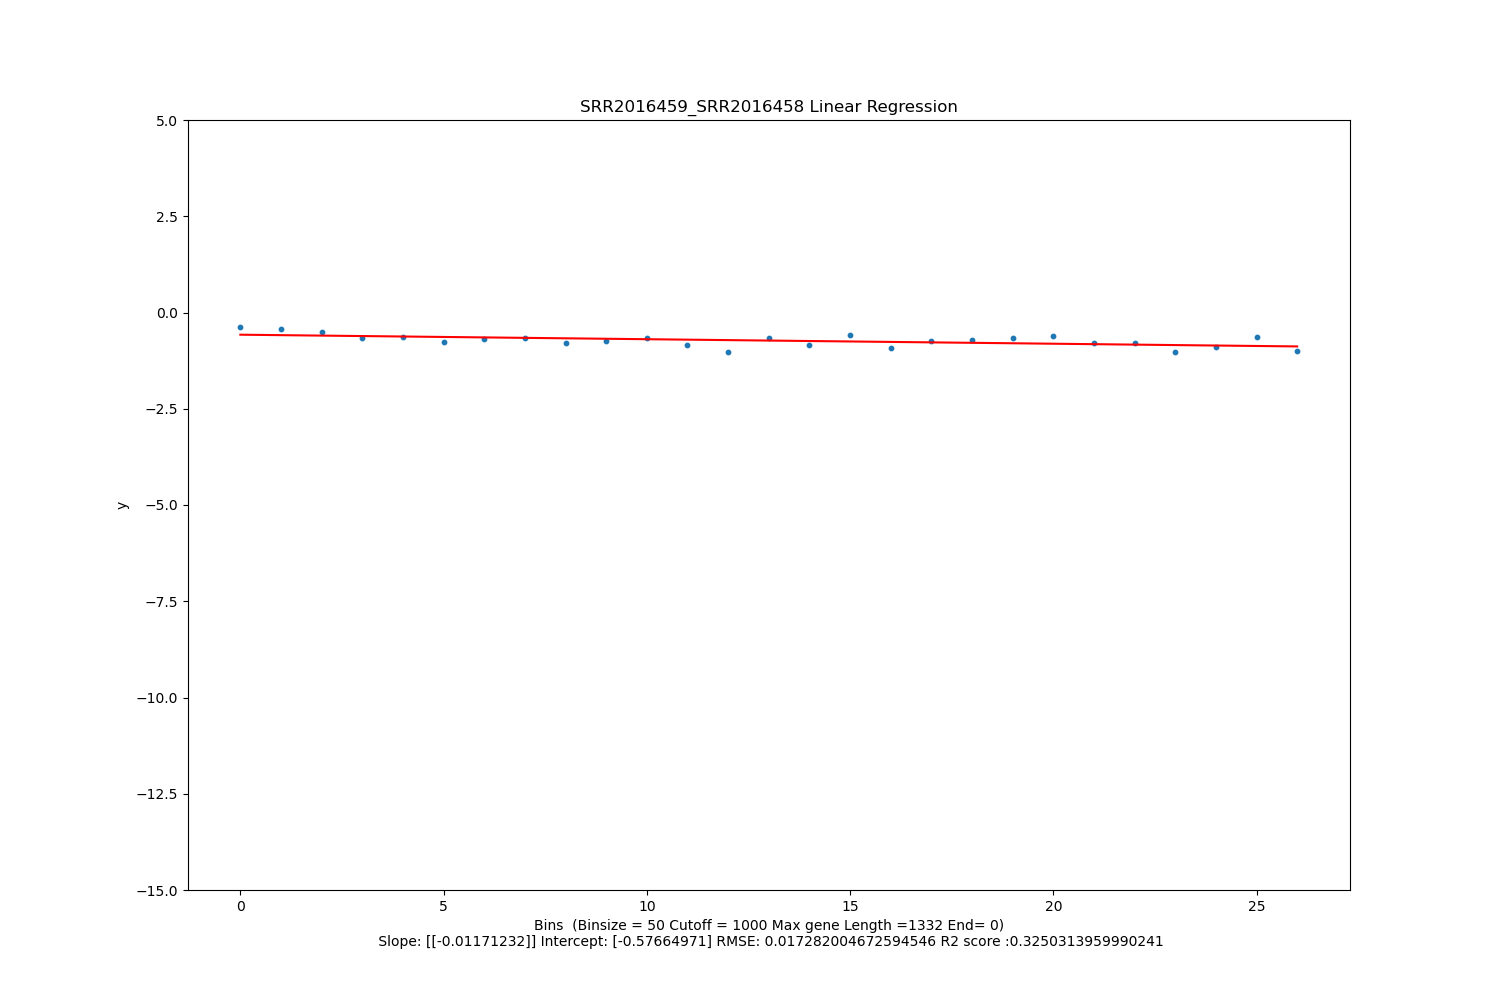 SRR2016459_SRR2016458 Linear Regression
5.0
2.5
0.0
−2.5
−5.0
−7.5
−10.0
−12.5
−15.0
y
0 5 10 15 20 25
Bins  (Binsize = 50 Cutoff = 1000 Max gene Length =1332 End= 0)
Slope: [[-0.01171232]] Intercept: [-0.57664971] RMSE: 0.017282004672594546 R2 score :0.3250313959990241